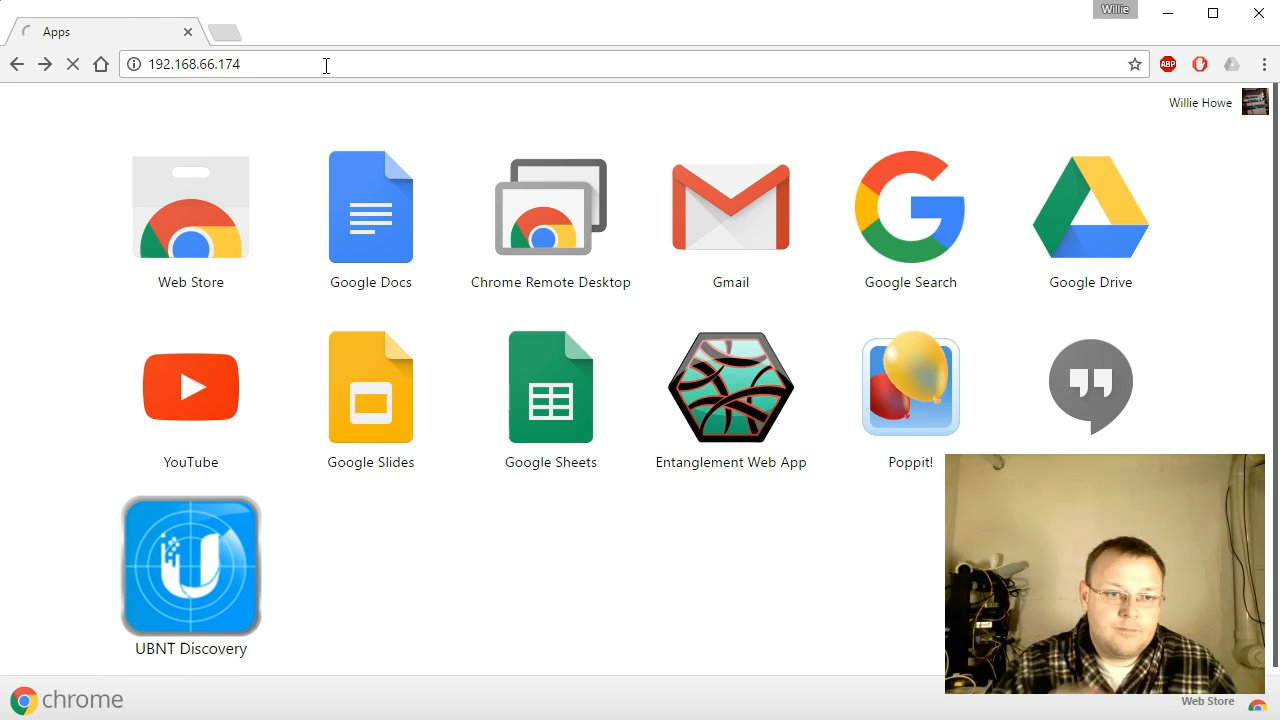 Willie
Apps
192.168.66.174
ABP
Willie Howe
Web Store
Google Docs
Chrome Remote Desktop
Gmail
Google Search
Google Drive
YouTube
Google Slides
Google Sheets
Entanglement Web App
Poppit!
UBNT Discovery
chrome
Web Store